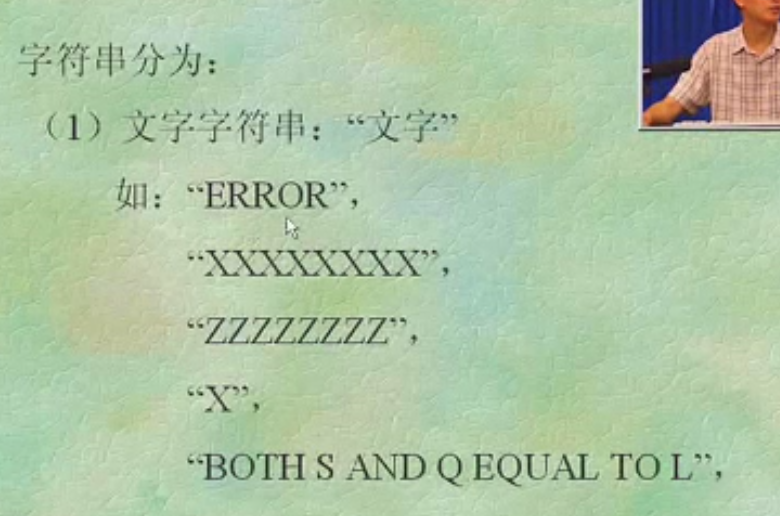 字符串分为：
（1）文字字符串：“文字”
如：“ERROR”，
“XXXXXXXX”，
“ZZZZZZZZ”，
“X”，
“BOTH S AND Q EQUAL TO L”，